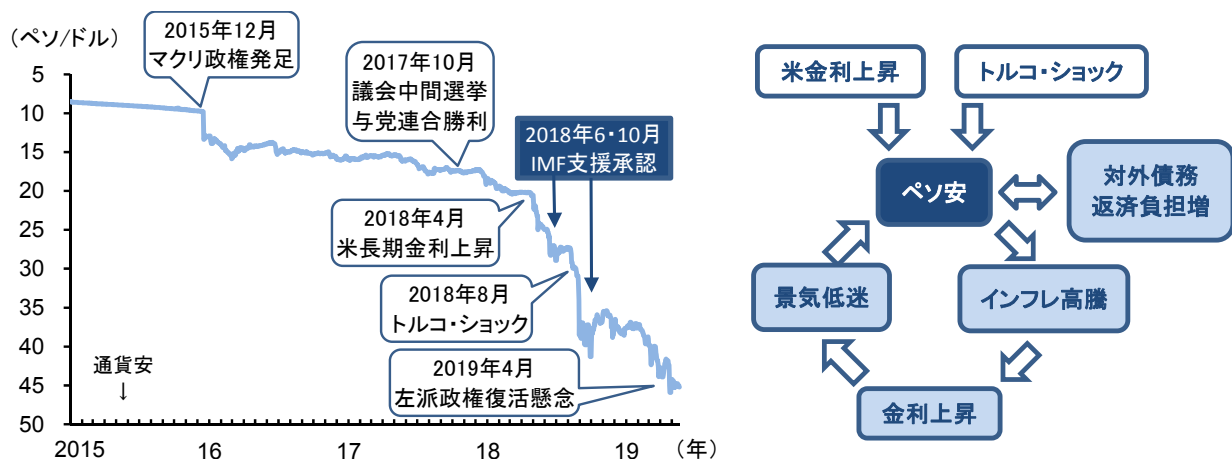 (ペソ/ドル)
5
10
15
20
25
30
35
40
45
50
2015
16
17
18
19
(年)
2015年12月
マクリ政権発足
2017年10月
議会中間選挙
与党連合勝利
2018年6・10月
IMF支援承認
2018年4月
米長期金利上昇
2018年8月
トルコ・ショック
2019年4月
左派政権復活懸念
通貨安
↓
米金利上昇
トルコ・ショック
ペソ安
対外債務
返済負担増
景気低迷
インフレ高騰
金利上昇